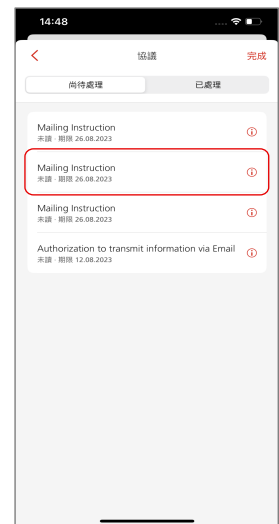 14:48
協議
完成
尚待處理
已處理
Mailing Instruction
未讀 · 期限 26.08.2023
Mailing Instruction
未讀 · 期限 26.08.2023
Mailing Instruction
未讀 · 期限 26.08.2023
Authorization to transmit information via Email
未讀 · 期限 12.08.2023